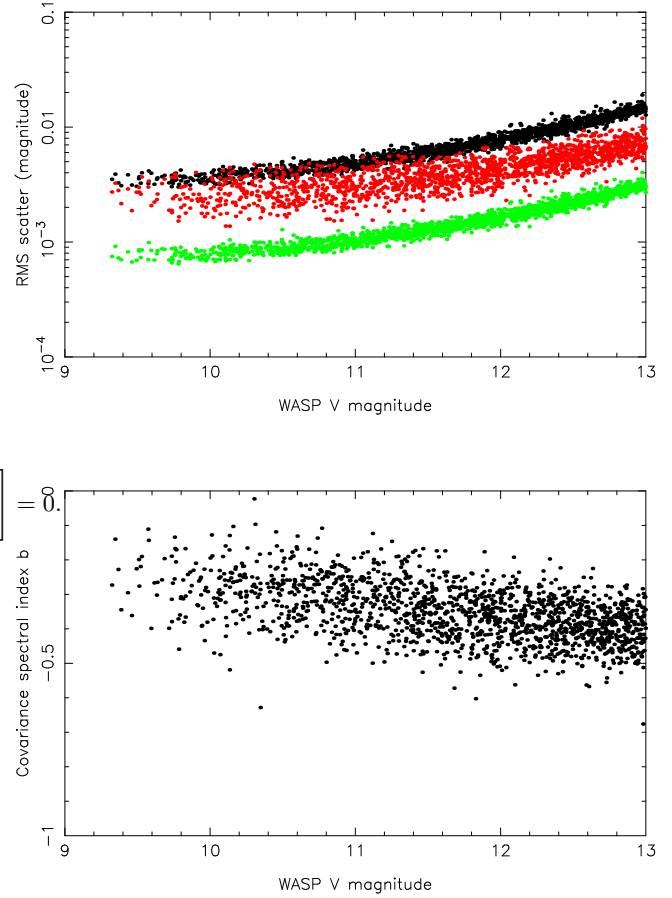 0.1
0.01
10⁻³
10⁻⁴
RMS scatter (magnitude)
9 10 11 12 13
WASP V magnitude
‖ 0.
0
−0.5
−1
Covariance spectral index b
9 10 11 12 13
WASP V magnitude